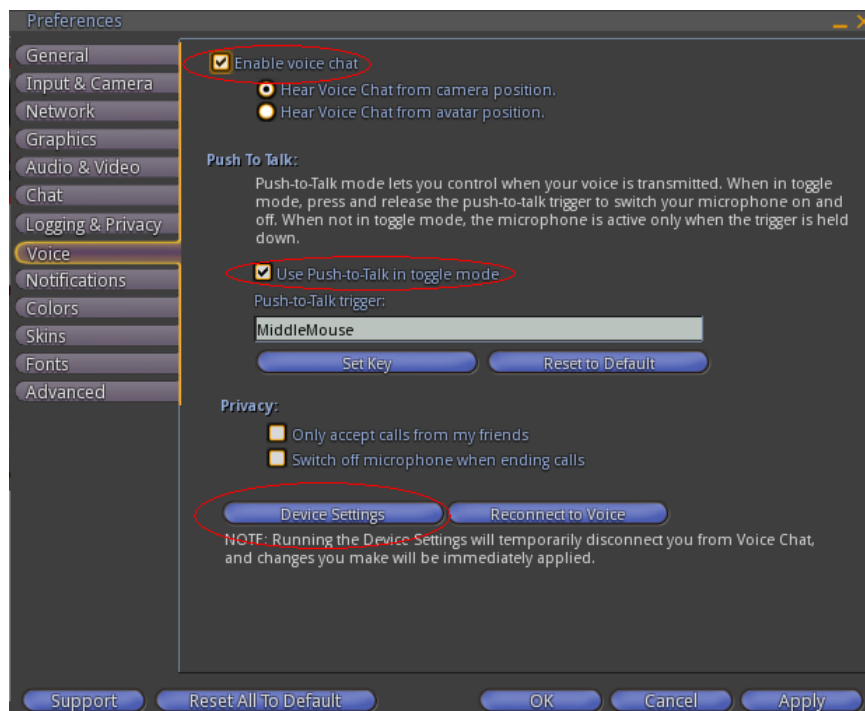 Preferences
General
Input & Camera
Network
Graphics
Audio & Video
Chat
Logging & Privacy
Voice
Notifications
Colors
Skins
Fonts
Advanced
Enable voice chat
Hear Voice Chat from camera position.
Hear Voice Chat from avatar position.
Push To Talk:
Push-to-Talk mode lets you control when your voice is transmitted. When in toggle
mode, press and release the push-to-talk trigger to switch your microphone on and
off. When not in toggle mode, the microphone is active only when the trigger is held
down.
Use Push-to-Talk in toggle mode
Push-to-Talk trigger:
MiddleMouse
Set Key
Reset to Default
Privacy:
Only accept calls from my friends
Switch off microphone when ending calls
Device Settings
Reconnect to Voice
NOTE: Running the Device Settings will temporarily disconnect you from Voice Chat,
and changes you make will be immediately applied.
Support
Reset All To Default
OK
Cancel
Apply